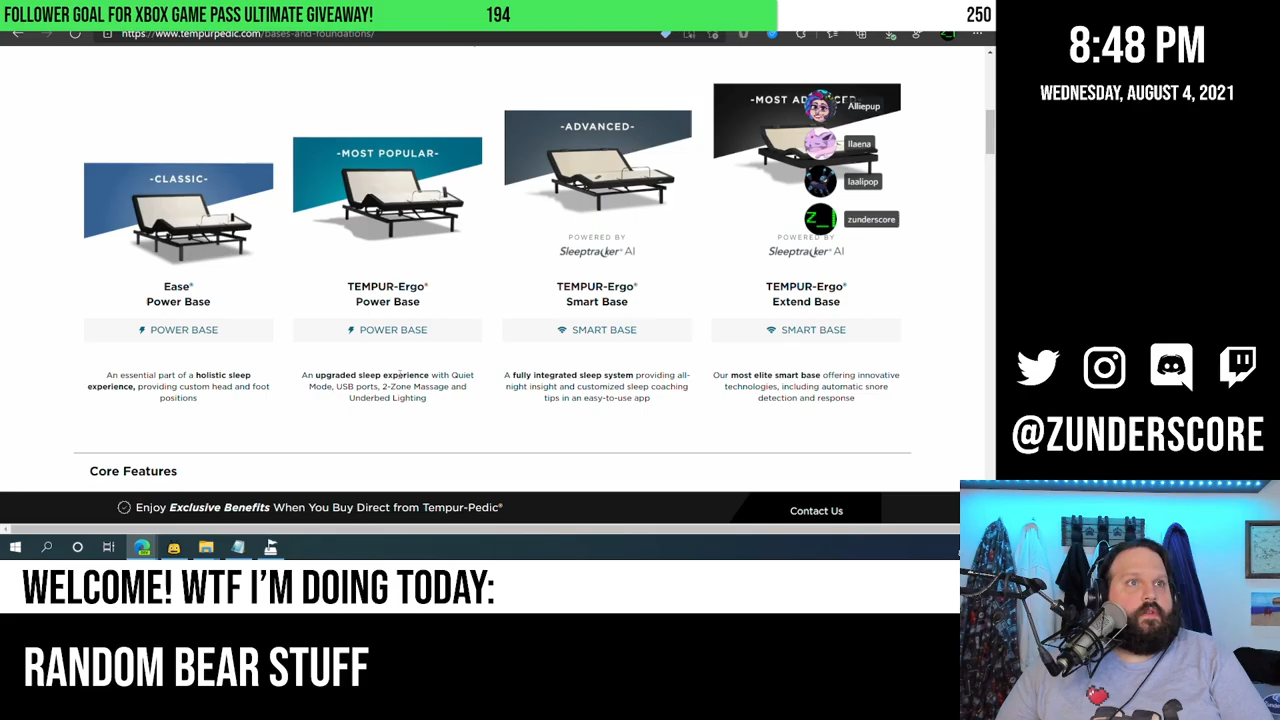 FOLLOWER GOAL FOR XBOX GAME PASS ULTIMATE GIVEAWAY! 194 250
https://www.tempurpedic.com/bases-and-foundations/
8:48 PM
WEDNESDAY, AUGUST 4, 2021
-CLASSIC-
-MOST POPULAR-
-ADVANCED-
-MOST
Alliepup
llaena
laalipop
zunderscore
POWERED BY
Sleeptracker® AI
POWERED BY
Sleeptracker® AI
Ease®
Power Base
TEMPUR-Ergo®
Power Base
TEMPUR-Ergo®
Smart Base
TEMPUR-Ergo®
Extend Base
POWER BASE
POWER BASE
SMART BASE
SMART BASE
An essential part of a holistic sleep
experience, providing custom head and foot
positions
An upgraded sleep experience with Quiet
Mode, USB ports, 2-Zone Massage and
Underbed Lighting
A fully integrated sleep system providing all-
night insight and customized sleep coaching
tips in an easy-to-use app
Our most elite smart base offering innovative
technologies, including automatic snore
detection and response
Core Features
Enjoy Exclusive Benefits When You Buy Direct from Tempur-Pedic®
Contact Us
@ZUNDERSCORE
WELCOME! WTF I'M DOING TODAY:
RANDOM BEAR STUFF